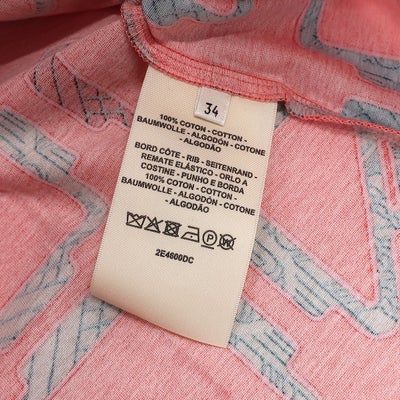 34
100% COTON - COTTON -
BAUMWOLLE - ALGODÓN - COTONE
- ALGODÃO
BORD CÔTE - RIB - SEITENRAND -
REMATE ELÁSTICO - ORLO A
COSTINE - PUNHO E BORDA
100% COTON - COTTON -
BAUMWOLLE - ALGODÓN - COTONE
- ALGODÃO
2E4600DC